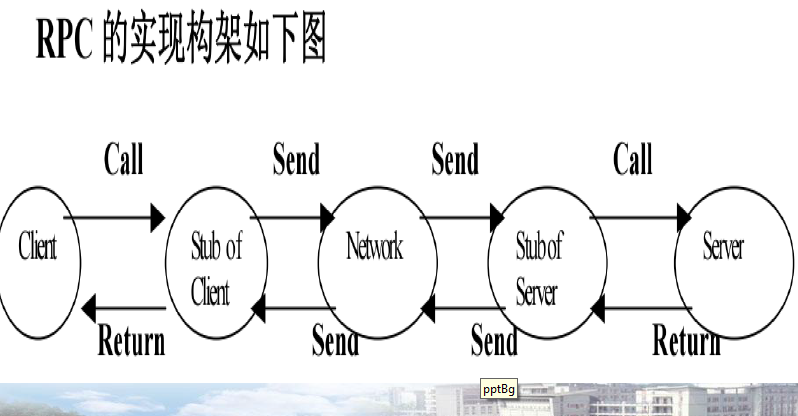 RPC 的实现构架如下图
Call
Send
Send
Call
Client
Stub of
Client
Network
Stub of
Server
Server
Return
Send
Send
Return
pptBg